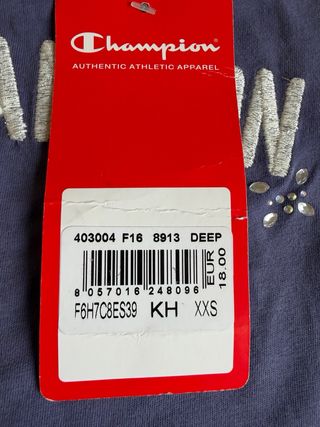 Champion
AUTHENTIC ATHLETIC APPAREL
403004 F16 8913 DEEP
EUR 18.00
8 057016 248096
F6H7C8ES39 KH XXS